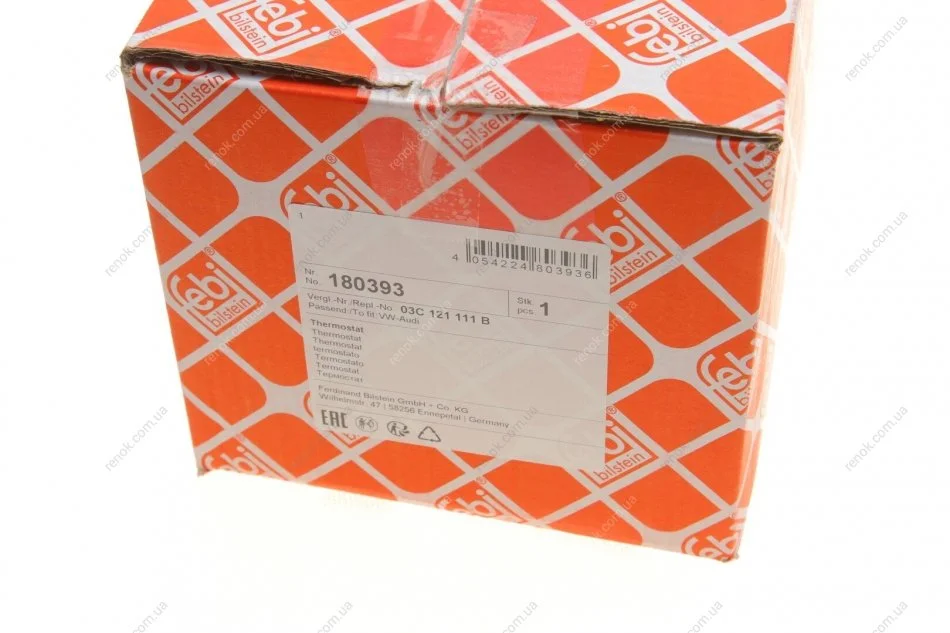 febi
bilstein
1
4 054224 803936
Nr.
No. 180393
Stk
pcs 1
Vergl.-Nr./Repl.-No. 03C 121 111 B
Passend /To fit: VW-Audi
Thermostat
Thermostat
Thermostat
termostato
Termostato
Termostat
Термостат
Ferdinand Bilstein GmbH + Co. KG
Wilhelmstr. 47 | 58256 Ennepetal | Germany
EAC
renok.com.ua